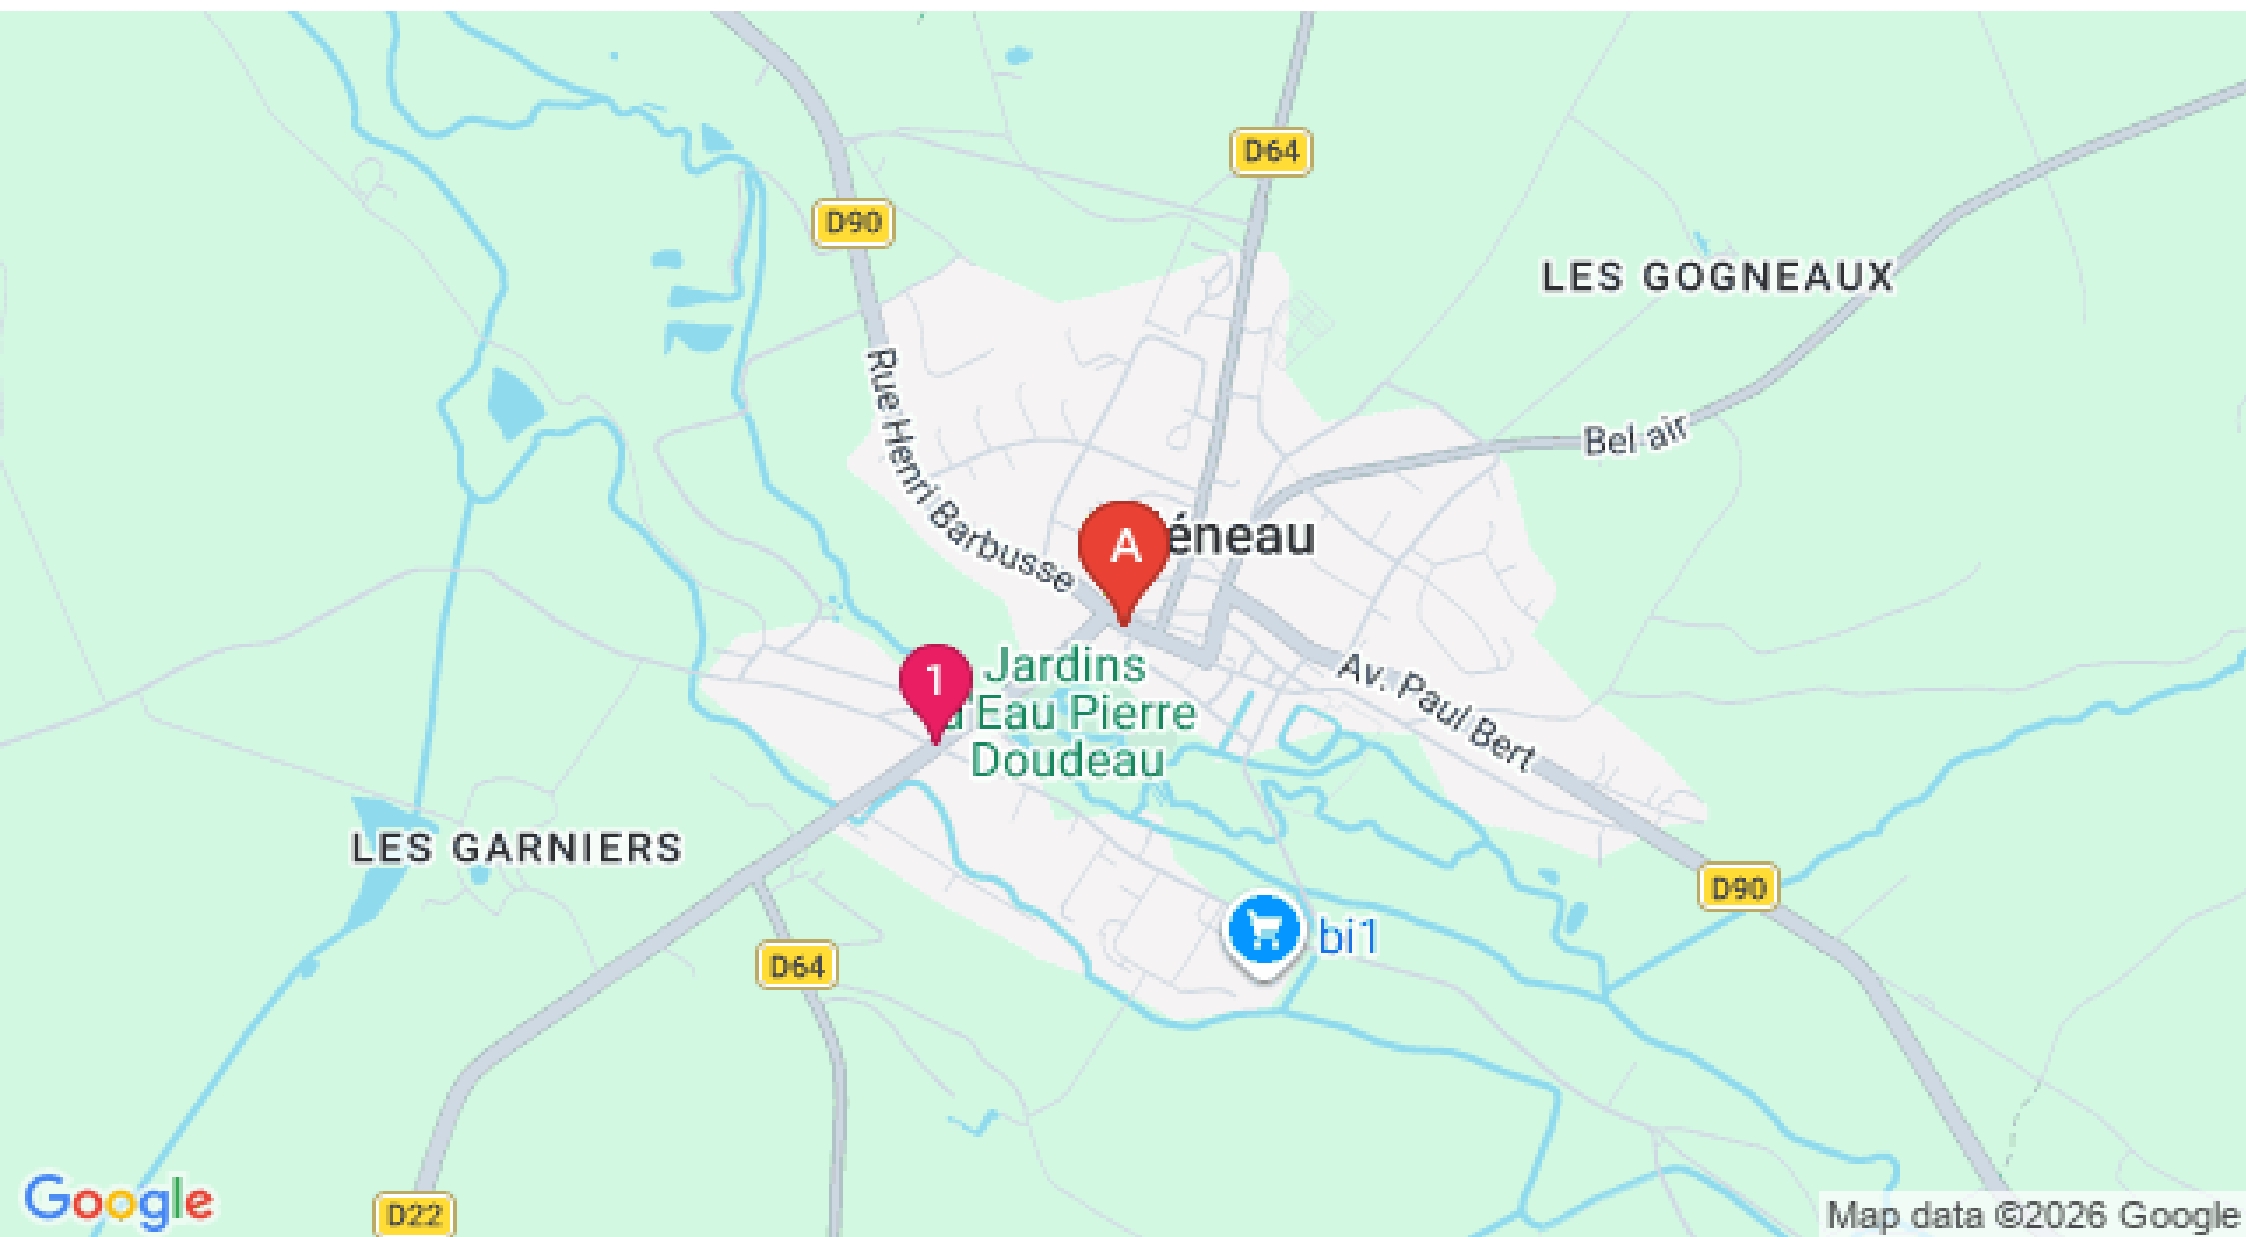 D64
D90
LES GOGNEAUX
Rue Henri Barbusse
Bel air
A
éneau
1
Jardins
d'Eau Pierre
Doudeau
Av. Paul Bert
LES GARNIERS
D90
bi1
D64
Google
D22
Map data ©2026 Google